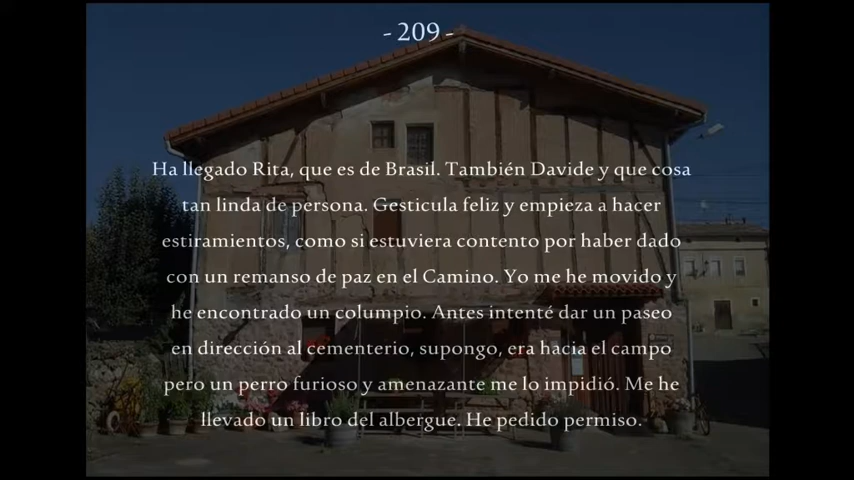 - 209 -
Ha llegado Rita, que es de Brasil. También Davide y que cosa
tan linda de persona. Gesticula feliz y empieza a hacer
estiramientos, como si estuviera contento por haber dado
con un remanso de paz en el Camino. Yo me he movido y
he encontrado un columpio. Antes intenté dar un paseo
en dirección al cementerio, supongo, era hacia el campo
pero un perro furioso y amenazante me lo impidió. Me he
llevado un libro del albergue. He pedido permiso.